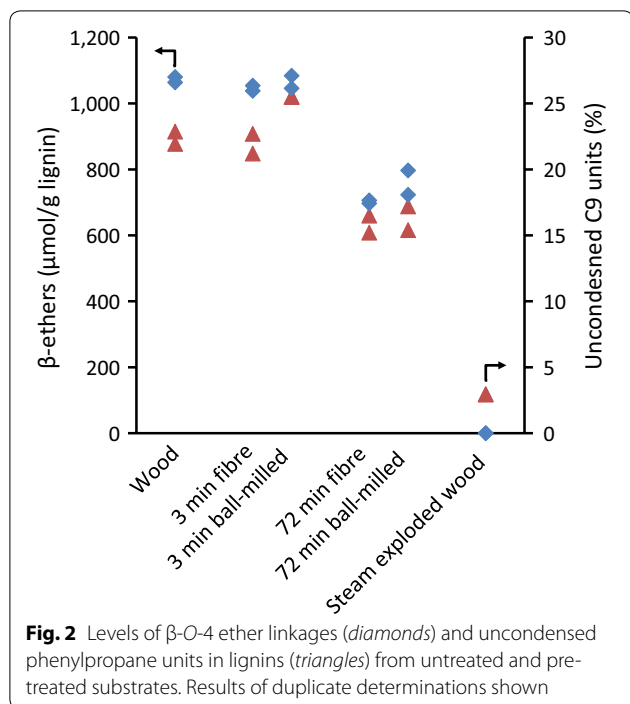 1,200
1,000
800
600
400
200
0
β-ethers (μmol/g lignin)
30
25
20
15
10
5
0
Uncondesned C9 units (%)
Wood
3 min fibre
3 min ball-milled
72 min fibre
72 min ball-milled
Steam exploded wood
Fig. 2 Levels of β-O-4 ether linkages (diamonds) and uncondensed
phenylpropane units in lignins (triangles) from untreated and pre-
treated substrates. Results of duplicate determinations shown